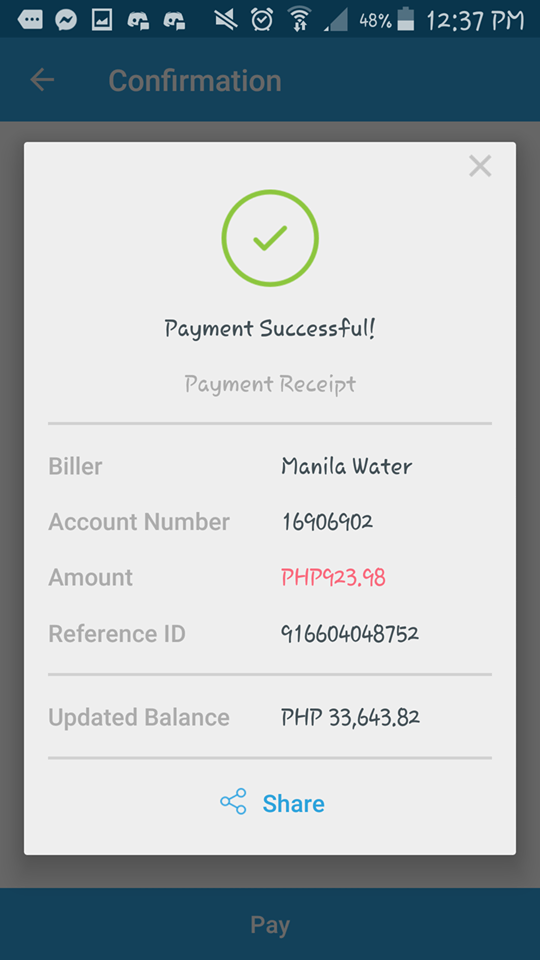 48% 12:37 PM
Confirmation
Payment Successful!
Payment Receipt
Biller Manila Water
Account Number 16906902
Amount PHP923.98
Reference ID 916604048752
Updated Balance PHP 33,643.82
Share
Pay